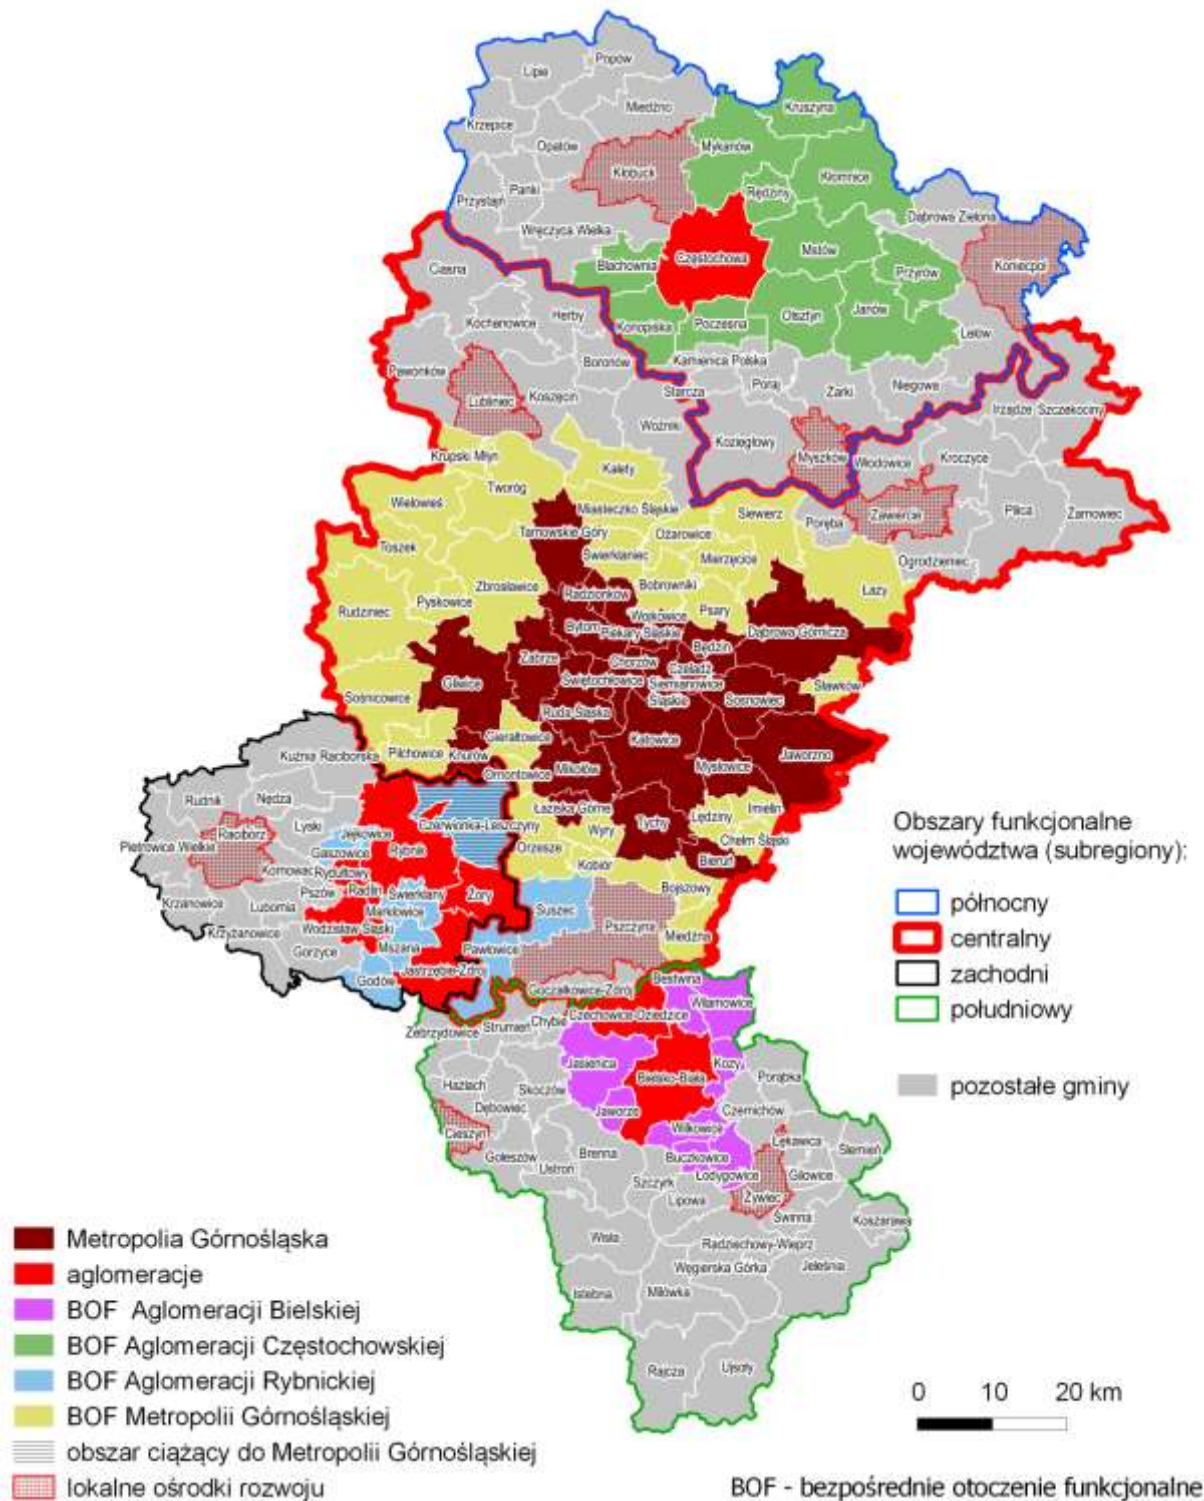 Popów
Lipie
Miedźno
Kruszyna
Krzepice
Opatów
Mykanów
Kłobuck
Rędziny
Kłomnice
Panki
Przystajń
Dąbrowa Zielona
Wręczyca Wielka
Mstów
Częstochowa
Blachownia
Przyrów
Koniecpol
Ciasna
Olsztyn
Janów
Herby
Kochanowice
Konopiska
Poczesna
Lelów
Boronów
Kamienica Polska
Pawonków
Poraj
Niegowa
Żarki
Koszęcin
Starcza
Lubliniec
Irządze
Szczekociny
Woźniki
Koziegłowy
Myszków
Włodowice
Kroczyce
Krupski Młyn
Kalety
Tworóg
Wielowieś
Miasteczko Śląskie
Siewierz
Zawiercie
Pilica
Żarnowiec
Poręba
Tarnowskie Góry
Ożarowice
Toszek
Świerklaniec
Mierzęcice
Ogrodzieniec
Zbrosławice
Bobrowniki
Łazy
Radzionków
Pyskowice
Rudziniec
Psary
Wojkowice
Bytom
Piekary Śląskie
Dąbrowa Górnicza
Będzin
Zabrze
Chorzów
Czeladź
Gliwice
Świętochłowice
Siemianowice
Śląskie
Sławków
Sosnowiec
Sośnicowice
Ruda Śląska
Gierałtowice
Katowice
Pilchowice
Knurów
Jaworzno
Kuźnia Raciborska
Mikołów
Mysłowice
Ornontowice
Obszary funkcjonalne
województwa (subregiony):
północny
centralny
zachodni
południowy
pozostałe gminy
Nędza
Rudnik
Łaziska Górne
Imielin
Lędziny
Tychy
Lyski
Czerwionka-Leszczyny
Raciborz
Jejkowice
Wyry
Chełm Śląski
Pietrowice Wielkie
Orzesze
Gaszowice
Rybnik
Bieruń
Kobiór
Kornowac
Rydułtowy
Bojszowy
Pszów
Radlin
Świerklany
Żory
Krzanowice
Lubomia
Marklowice
Suszec
Pszczyna
Krzyżanowice
Wodzisław Śląski
Miedźna
Gorzyce
Mszana
Pawłowice
Jastrzębie-Zdrój
Godów
Bestwina
Goczałkowice-Zdrój
Wilamowice
Czechowice-Dziedzice
Chybie
Strumień
Zebrzydowice
Jasienica
Kozy
Bielsko-Biała
Porąbka
Hażlach
Skoczów
Dębowiec
Jaworze
Czernichów
Cieszyn
Wilkowice
Łękawica
Ślemień
Goleszów
Brenna
Buczkowice
Ustroń
Łodygowice
Gilowice
Szczyrk
Lipowa
Żywiec
Świnna
Koszarawa
Wisła
Radziechowy-Wieprz
Węgierska Górka
Jeleśnia
Istebna
Milówka
Rajcza
Ujsoły
Metropolia Górnośląska
aglomeracje
BOF Aglomeracji Bielskiej
BOF Aglomeracji Częstochowskiej
BOF Aglomeracji Rybnickiej
BOF Metropolii Górnośląskiej
obszar ciążący do Metropolii Górnośląskiej
lokalne ośrodki rozwoju
0 10 20 km
BOF - bezpośrednie otoczenie funkcjonalne